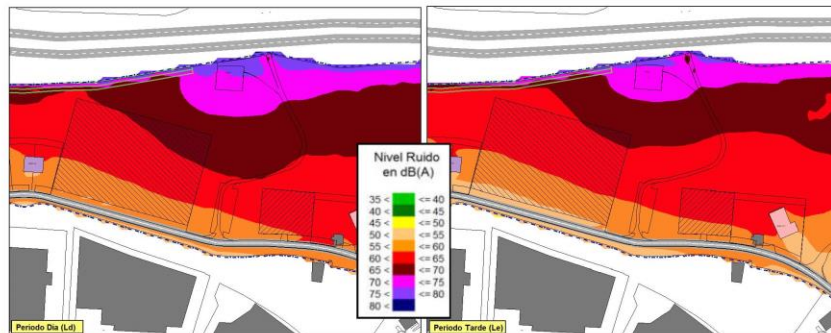 Nivel Ruido
en dB(A)
35 < <= 40
40 < <= 45
45 < <= 50
50 < <= 55
55 < <= 60
60 < <= 65
65 < <= 70
70 < <= 75
75 < <= 80
80 <
Periodo Dia (Ld)
Periodo Tarde (Le)